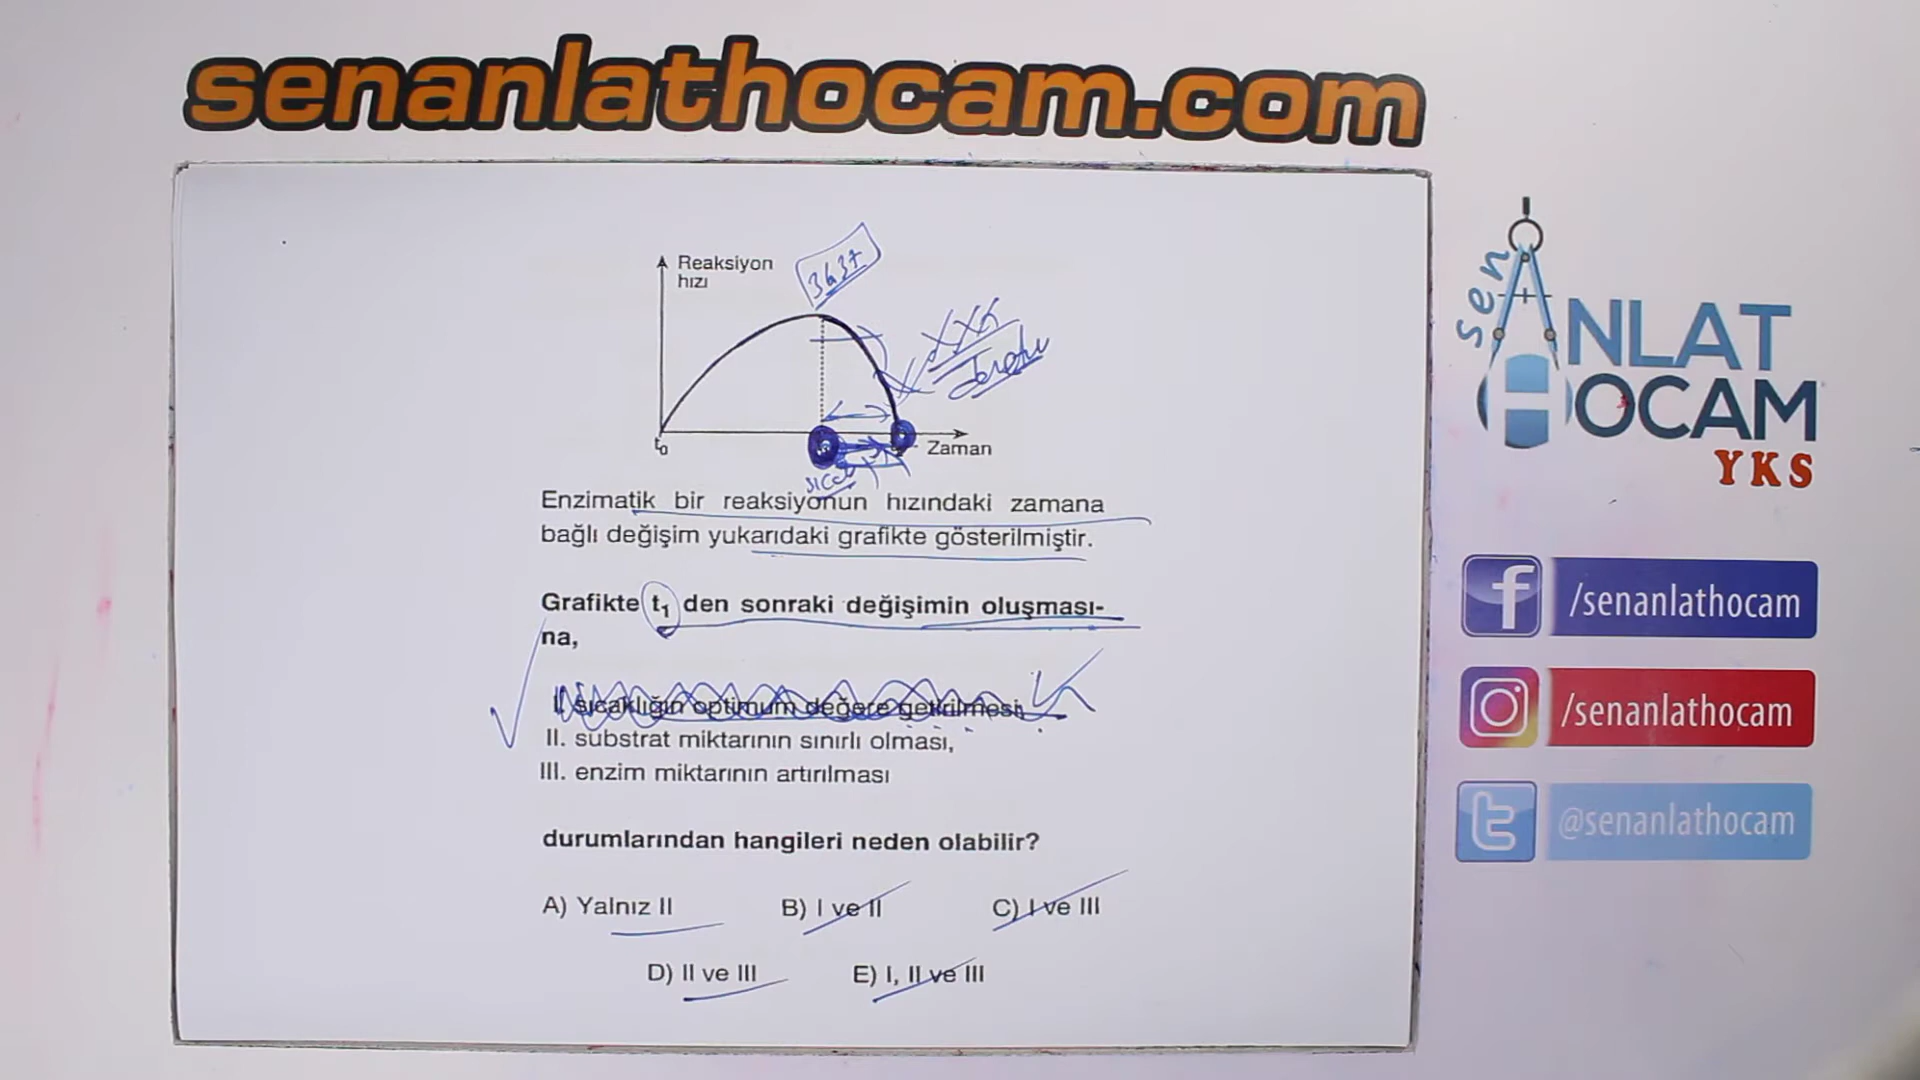 senanlathocam.com
Reaksiyon
hızı
t₀
Zaman
sıcak
Enzimatik bir reaksiyonun hızındaki zamana
bağlı değişim yukarıdaki grafikte gösterilmiştir.
Grafikte t₁ den sonraki değişimin oluşması-
na,
I. sıcaklığın optimum değere getirilmesi,
II. substrat miktarının sınırlı olması,
III. enzim miktarının artırılması
durumlarından hangileri neden olabilir?
A) Yalnız II
B) I ve II
C) I ve III
D) II ve III
E) I, II ve III
sen
ANLAT
HOCAM
YKS
/senanlathocam
/senanlathocam
@senanlathocam